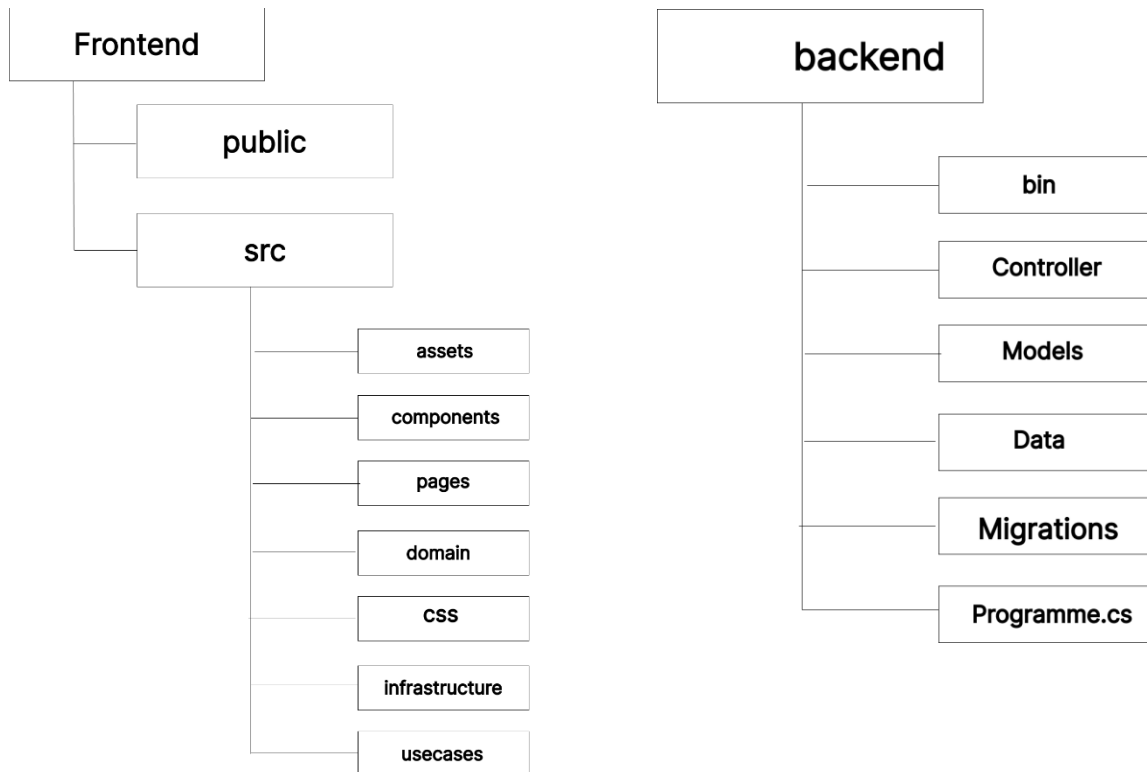 Frontend
public
src
assets
components
pages
domain
css
infrastructure
usecases
backend
bin
Controller
Models
Data
Migrations
Programme.cs